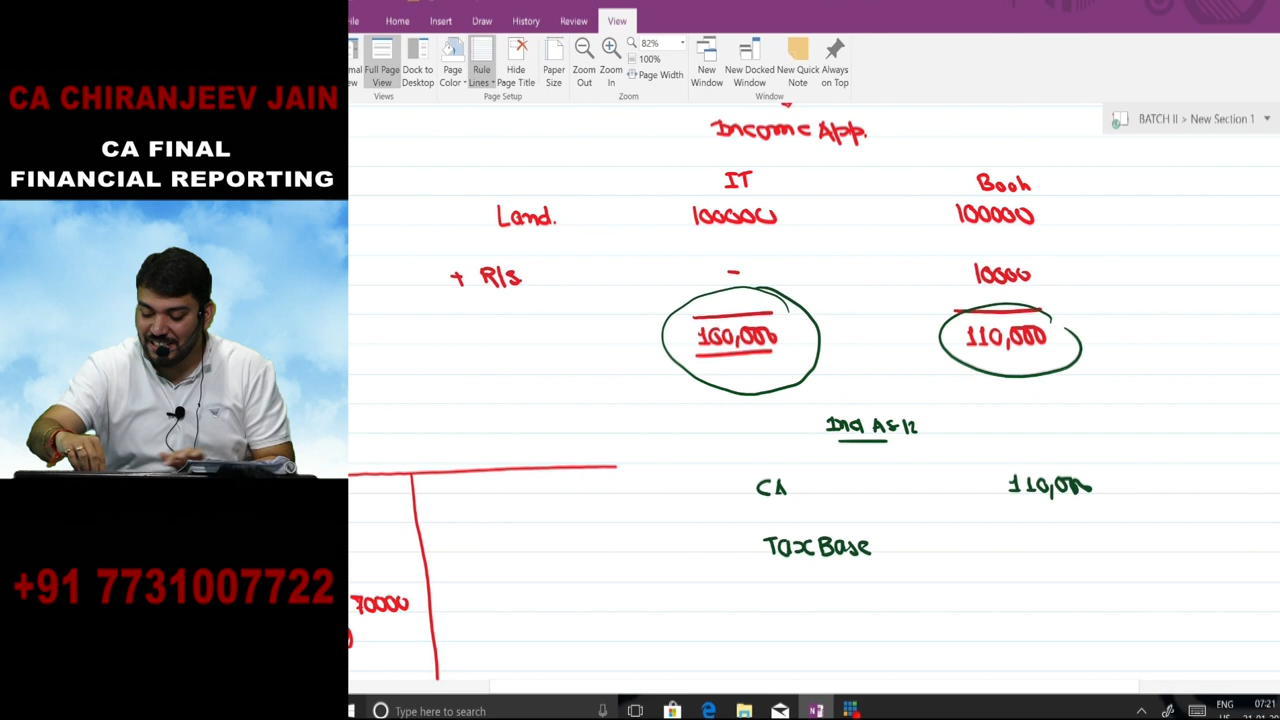 CA CHIRANJEEV JAIN
CA FINAL
FINANCIAL REPORTING
+91 7731007722
File Home Insert Draw History Review View
Full Page View
Dock to Desktop
Page Color
Rule Lines
Hide Page Title
Paper Size
Zoom Out
Zoom In
82%
100%
Page Width
New Window
New Docked Window
New Quick Note
Always on Top
Views Page Setup Zoom Window
BATCH II > New Section 1
Income App.
IT Book
Land. 100000 100000
+ R/s - 10000
100,000 110,000
Ind AS 12
CA 110,000
Tax Base
70000
Type here to search
ENG 07:21